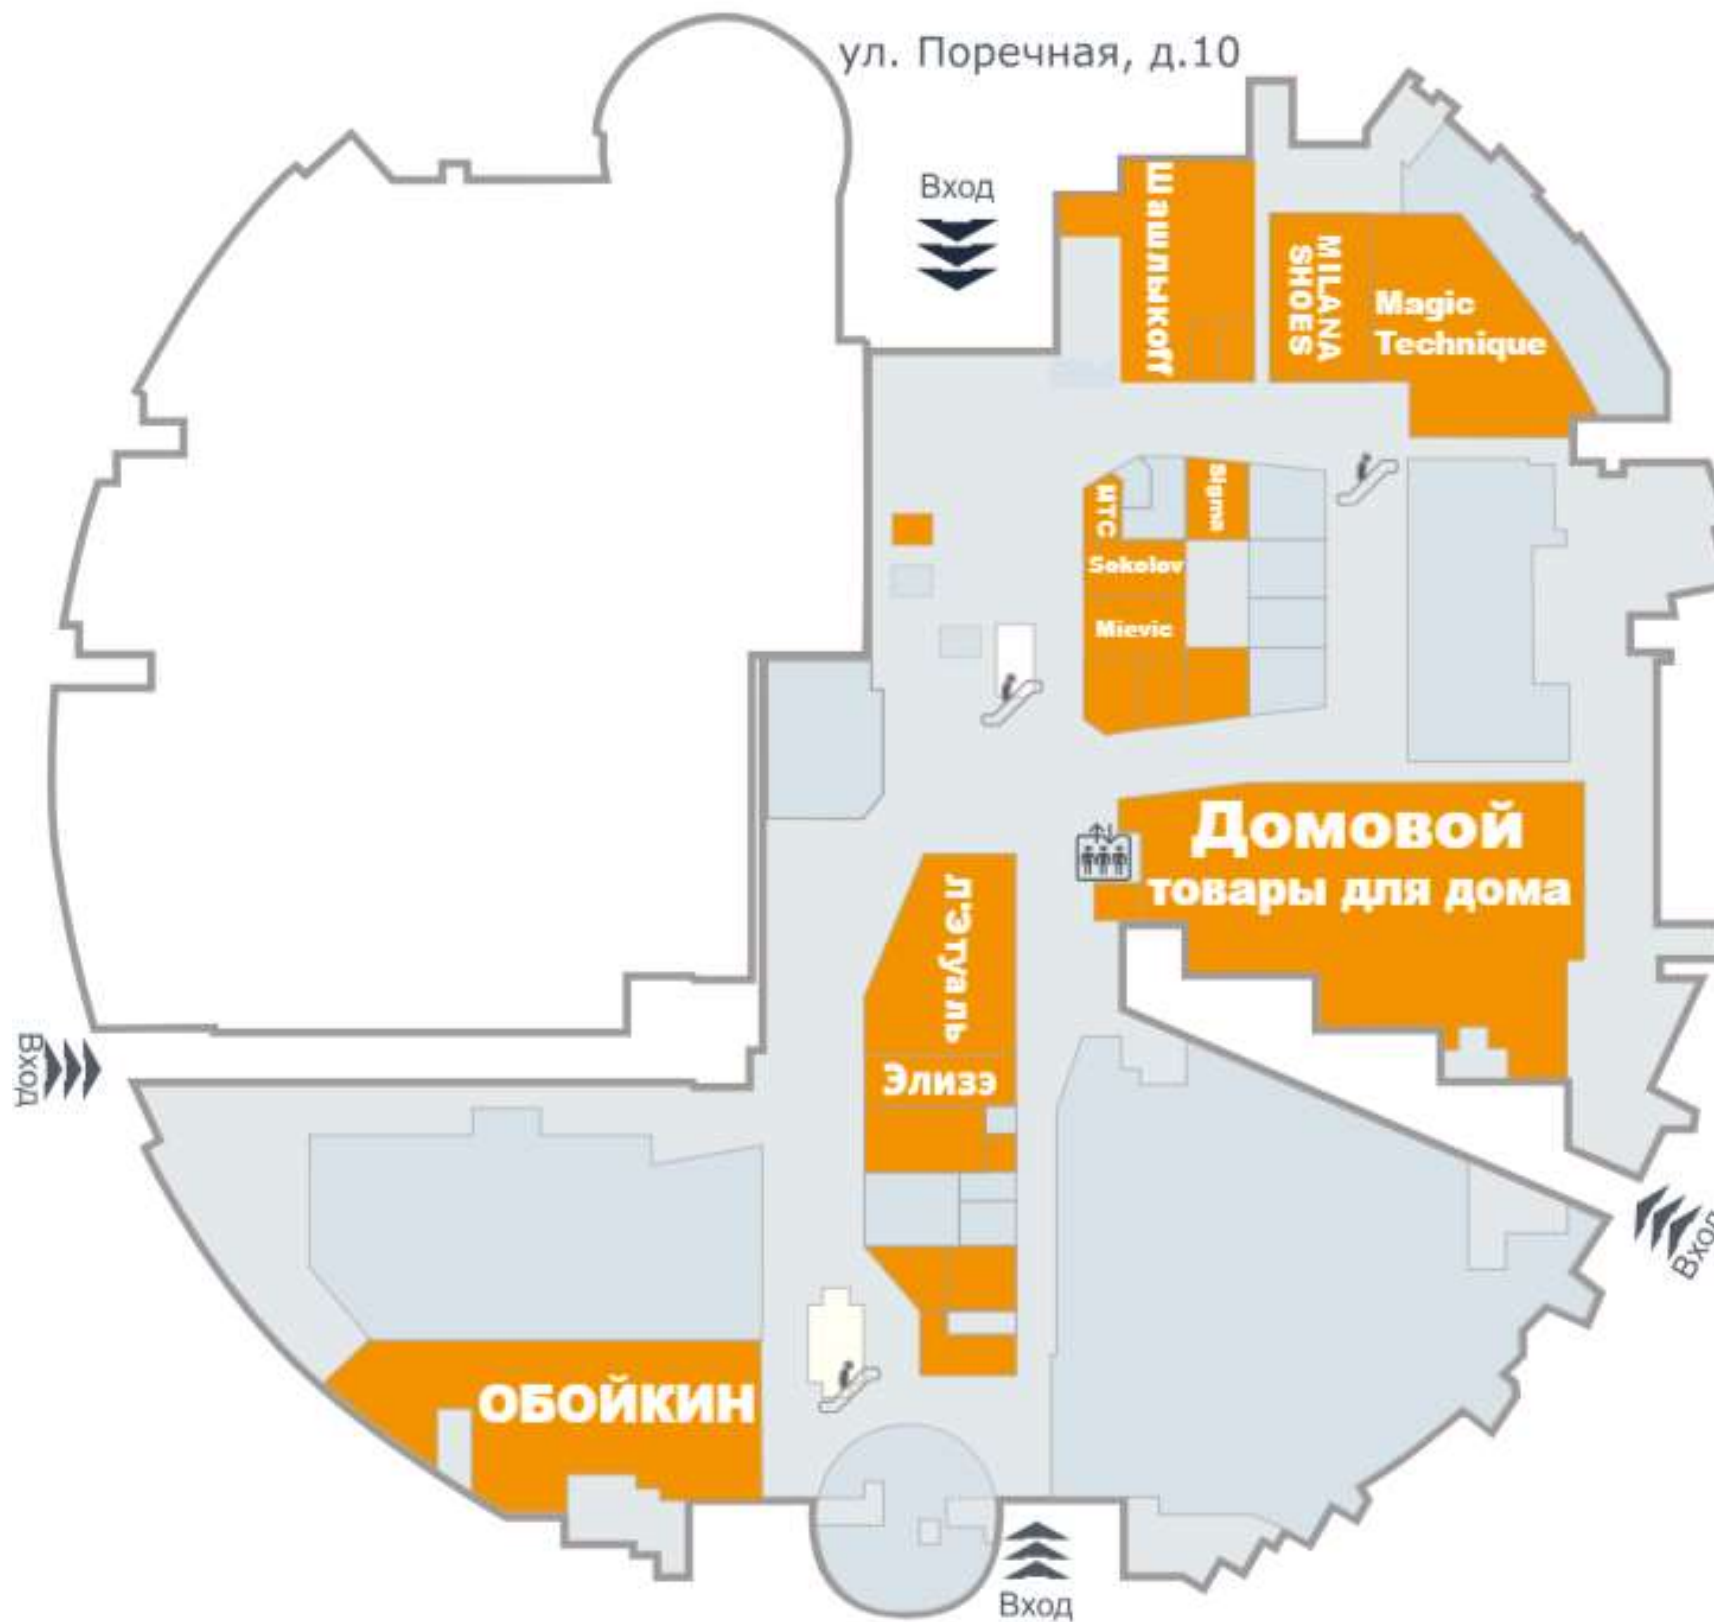 ул. Поречная, д.10
Вход
Шашлыкоff
MILANA
SHOES
Magic
Technique
МТС
Sigma
Sokolov
Mievic
Домовой
товары для дома
л'этуаль
Элизэ
Вход
Вход
ОБОЙКИН
Вход